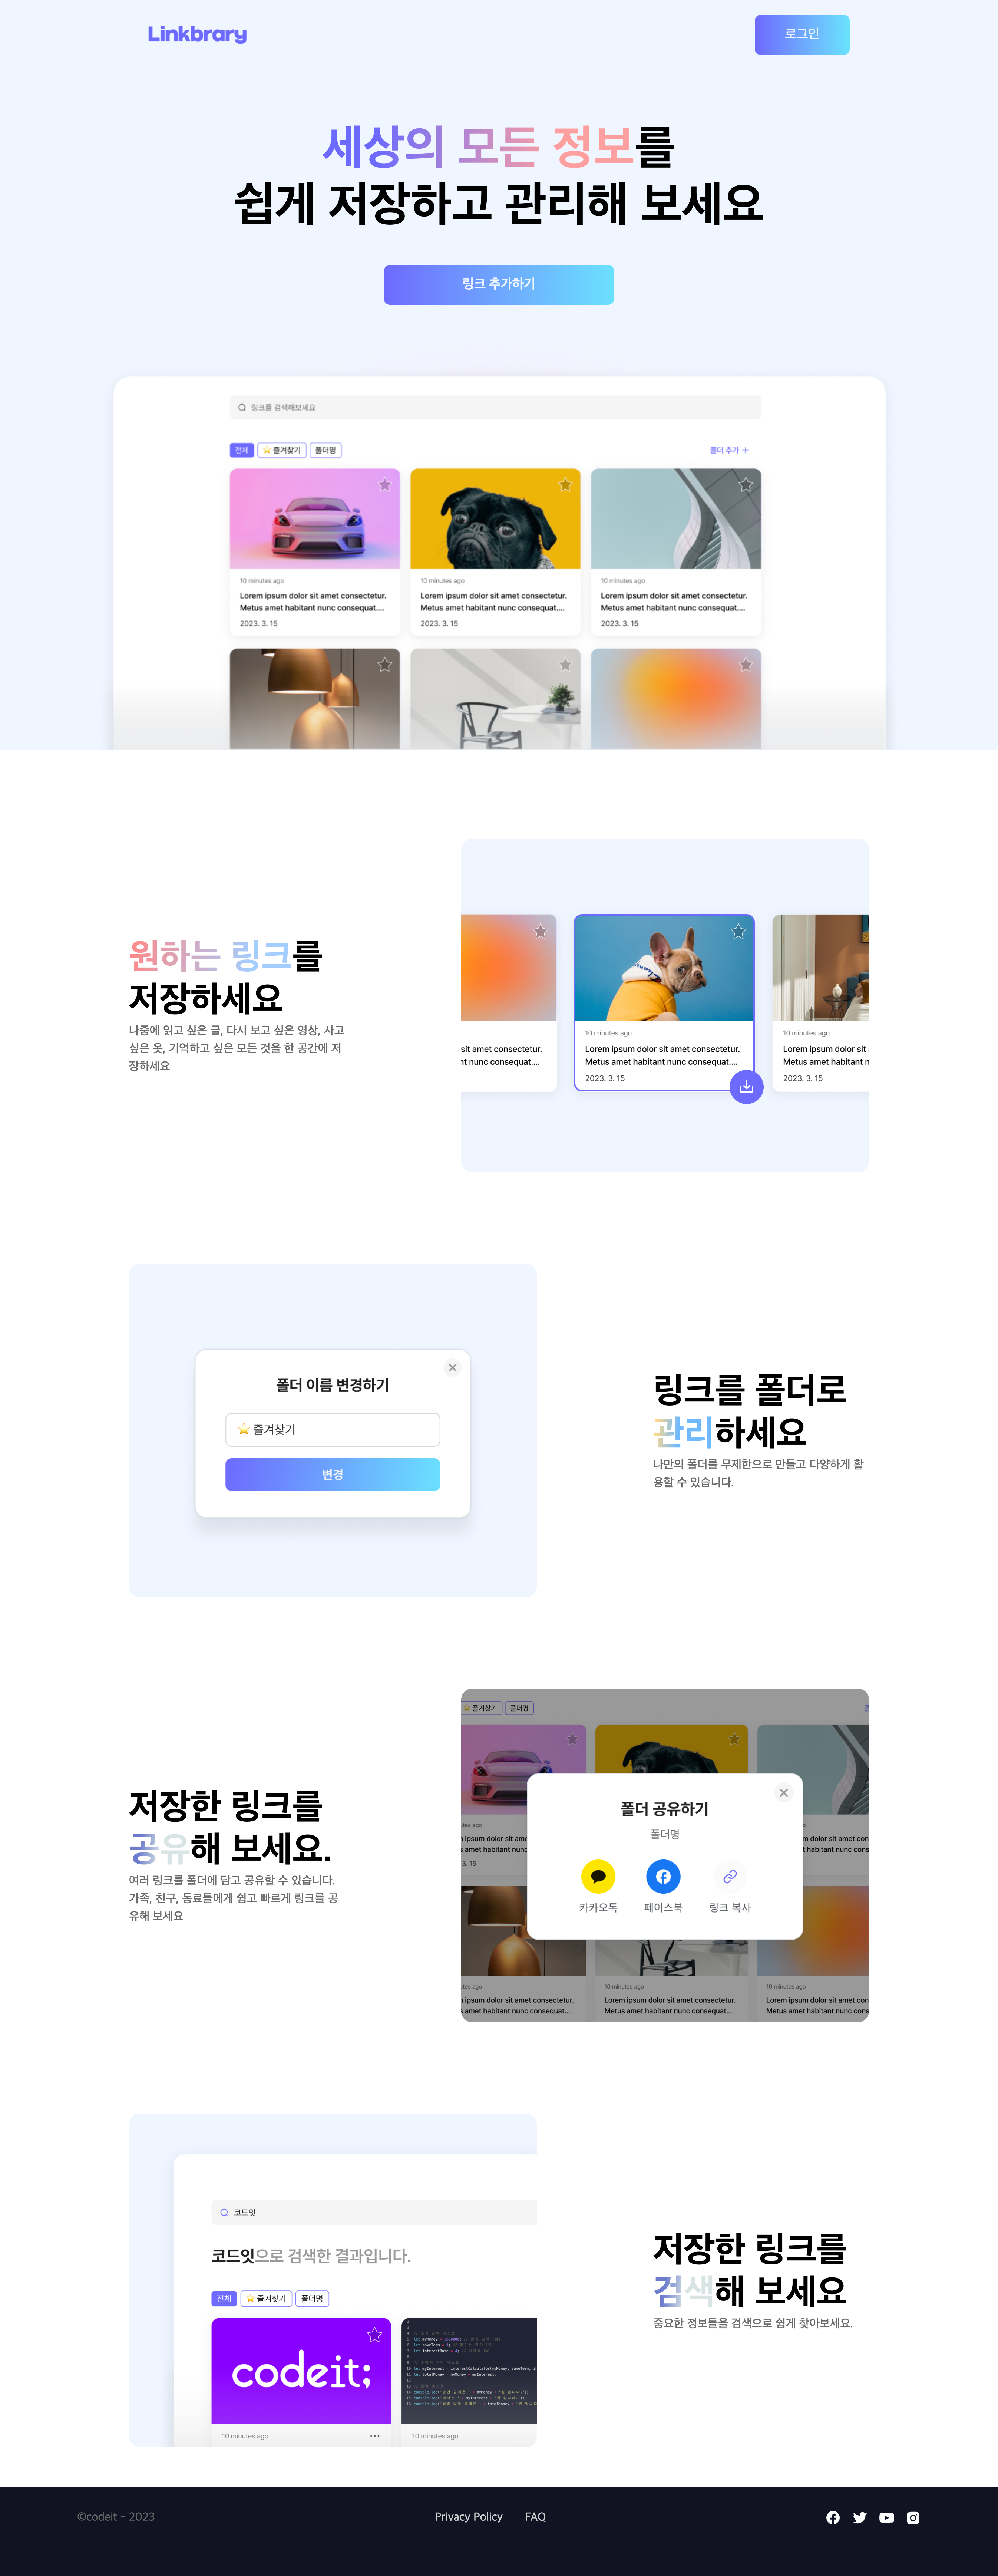 Linkbrary
로그인
세상의 모든 정보를
쉽게 저장하고 관리해 보세요
링크 추가하기
링크를 검색해보세요
전체 ⭐ 즐겨찾기 폴더명 폴더 추가 +
10 minutes ago
Lorem ipsum dolor sit amet consectetur.
Metus amet habitant nunc consequat....
2023. 3. 15
10 minutes ago
Lorem ipsum dolor sit amet consectetur.
Metus amet habitant nunc consequat....
2023. 3. 15
10 minutes ago
Lorem ipsum dolor sit amet consectetur.
Metus amet habitant nunc consequat....
2023. 3. 15
원하는 링크를
저장하세요
나중에 읽고 싶은 글, 다시 보고 싶은 영상, 사고
싶은 옷, 기억하고 싶은 모든 것을 한 공간에 저
장하세요
sit amet consectetur.
nunc consequat....
10 minutes ago
Lorem ipsum dolor sit amet consectetur.
Metus amet habitant nunc consequat....
2023. 3. 15
10 minutes ago
Lorem ipsum dolor sit
Metus amet habitant
2023. 3. 15
폴더 이름 변경하기
⭐ 즐겨찾기
변경
링크를 폴더로
관리하세요
나만의 폴더를 무제한으로 만들고 다양하게 활
용할 수 있습니다.
저장한 링크를
공유해 보세요.
여러 링크를 폴더에 담고 공유할 수 있습니다.
가족, 친구, 동료들에게 쉽고 빠르게 링크를 공
유해 보세요
⭐ 즐겨찾기 폴더명
폴더 공유하기
폴더명
카카오톡 페이스북 링크 복사
ago
ipsum dolor sit amet consectetur.
amet habitant nunc consequat....
10 minutes ago
Lorem ipsum dolor sit amet consectetur.
Metus amet habitant nunc consequat....
10 minutes ago
Lorem ipsum dolor sit amet
Metus amet habitant nunc
코드잇
코드잇으로 검색한 결과입니다.
전체 ⭐ 즐겨찾기 폴더명
codeit;
10 minutes ago
10 minutes ago
저장한 링크를
검색해 보세요
중요한 정보들을 검색으로 쉽게 찾아보세요.
©codeit - 2023
Privacy Policy FAQ